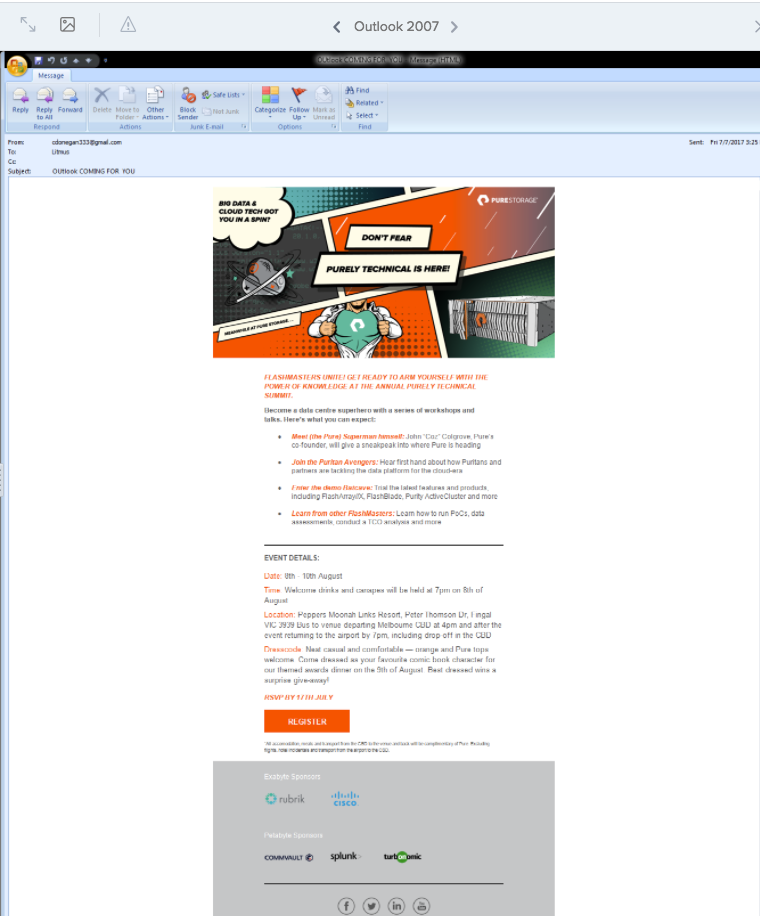 Outlook 2007
OUtlook COMING FOR YOU - Message (HTML)
Message
Reply
Reply to All
Forward
Delete
Move to Folder
Other Actions
Block Sender
Safe Lists
Not Junk
Categorize
Follow Up
Mark as Unread
Find
Related
Select
Respond
Actions
Junk E-mail
Options
Find
From: cdonegan333@gmail.com
Sent: Fri 7/7/2017 3:25
To: Litmus
Cc:
Subject: OUtlook COMING FOR YOU
BIG DATA &
CLOUD TECH GOT
YOU IN A SPIN?
PURESTORAGE
DON'T FEAR
PURELY TECHNICAL IS HERE!
MEANWHILE AT PURE STORAGE...
FLASHMASTERS UNITE! GET READY TO ARM YOURSELF WITH THE
POWER OF KNOWLEDGE AT THE ANNUAL PURELY TECHNICAL
SUMMIT.
Become a data centre superhero with a series of workshops and
talks. Here's what you can expect:
• Meet (the Pure) Superman himself: John "Coz" Colgrove, Pure's
co-founder, will give a sneakpeak into where Pure is heading
• Join the Puritan Avengers: Hear first hand about how Puritans and
partners are tackling the data platform for the cloud-era
• Enter the demo Batcave: Trial the latest features and products,
including FlashArray//X, FlashBlade, Purity ActiveCluster and more
• Learn from other FlashMasters: Learn how to run PoCs, data
assessments, conduct a TCO analysis and more
EVENT DETAILS:
Date: 8th - 10th August
Time: Welcome drinks and canapes will be held at 7pm on 8th of
August
Location: Peppers Moonah Links Resort, Peter Thomson Dr, Fingal
VIC 3939 Bus to venue departing Melbourne CBD at 4pm and after the
event returning to the airport by 7pm, including drop off in the CBD
Dresscode: Neat casual and comfortable — orange and Pure tops
welcome. Come dressed as your favourite comic book character for
our themed awards dinner on the 9th of August. Best dressed wins a
surprise give-away!
RSVP BY 17TH JULY
REGISTER
*All accomodation, meals and transport from the CBD to the venue and back will be complimentary of Pure. Excluding
flights, hotel incidentals and transport from the airport to the CBD.
Exabyte Sponsors
rubrik
CISCO
Petabyte Sponsors
COMMVAULT
splunk>
turbonomic